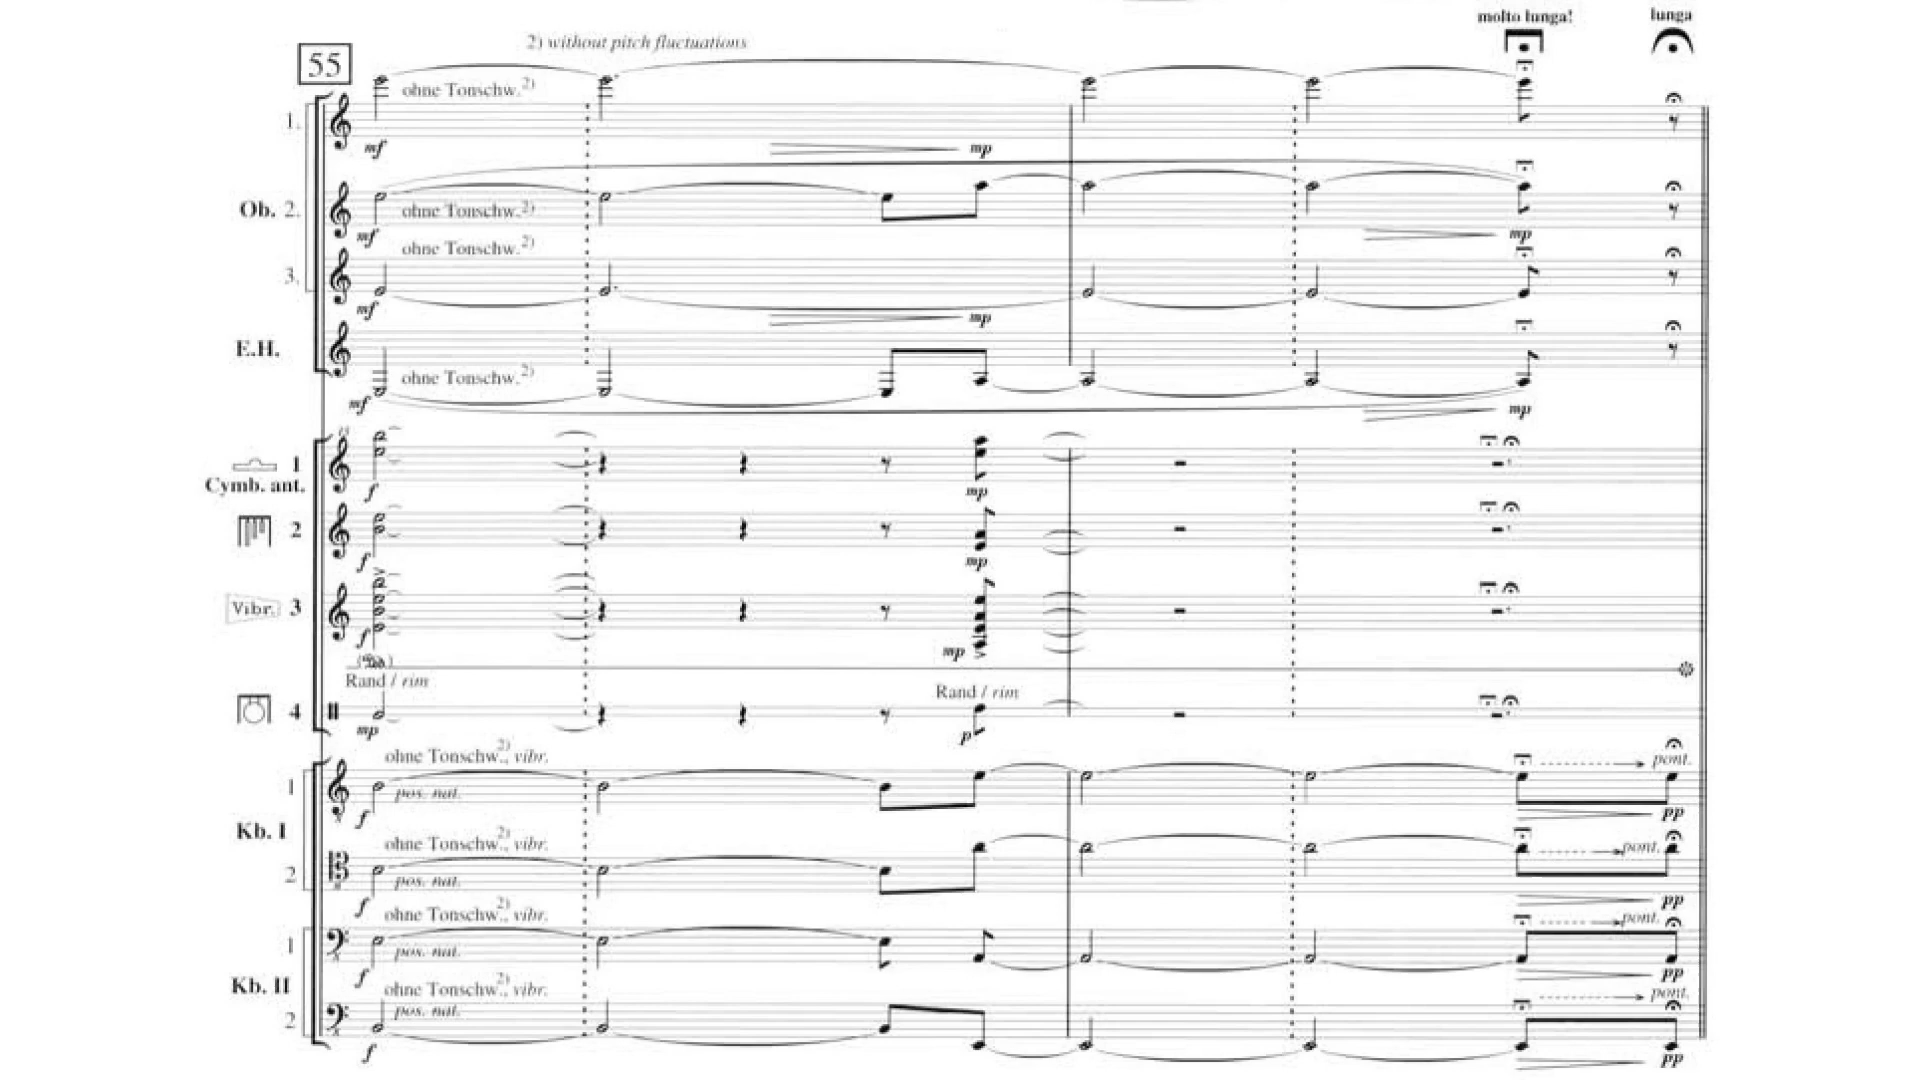 molto lunga! lunga
55 2) without pitch fluctuations
ohne Tonschw.2)
1.
mf mp
Ob. 2. ohne Tonschw.2)
mf mp
ohne Tonschw.2)
3.
mf mp
E.H.
ohne Tonschw.2)
mf mp
15
1
Cymb. ant.
f mp
2
f mp
Vibr. 3
f mp
Rand / rim Rand / rim
4
mp p
ohne Tonschw.2), vibr. pont.
1 pos. nat.
f pp
Kb. I
ohne Tonschw.2), vibr. pont.
2 pos. nat.
f pp
ohne Tonschw.2), vibr. pont.
1 pos. nat.
f pp
Kb. II
ohne Tonschw.2), vibr. pont.
2 pos. nat.
f pp